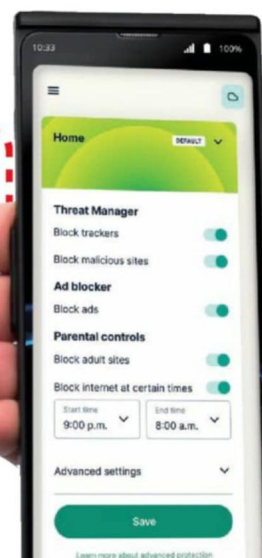 10:33 100%
Home DEFAULT
Threat Manager
Block trackers
Block malicious sites
Ad blocker
Block ads
Parental controls
Block adult sites
Block internet at certain times
Start time End time
9:00 p.m. 8:00 a.m.
Advanced settings
Save
Learn more about advanced protection